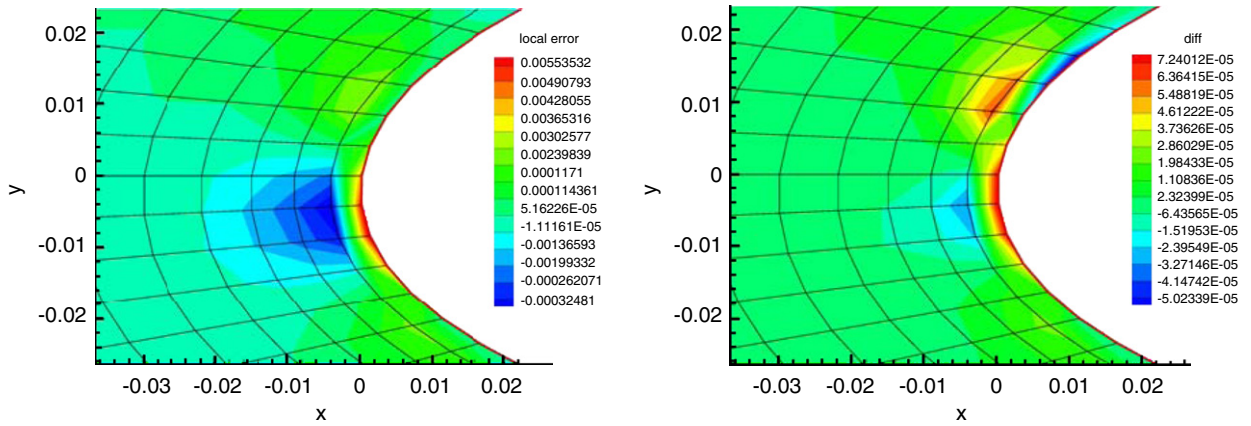 local error
0.00553532
0.00490793
0.00428055
0.00365316
0.00302577
0.00239839
0.0001171
0.000114361
5.16226E-05
-1.11161E-05
-0.00136593
-0.00199332
-0.000262071
-0.00032481
0.02
0.01
0
-0.01
-0.02
y
-0.03
-0.02
-0.01
0
0.01
0.02
x
diff
7.24012E-05
6.36415E-05
5.48819E-05
4.61222E-05
3.73626E-05
2.86029E-05
1.98433E-05
1.10836E-05
2.32399E-05
-6.43565E-05
-1.51953E-05
-2.39549E-05
-3.27146E-05
-4.14742E-05
-5.02339E-05
0.02
0.01
0
-0.01
-0.02
y
-0.03
-0.02
-0.01
0
0.01
0.02
x